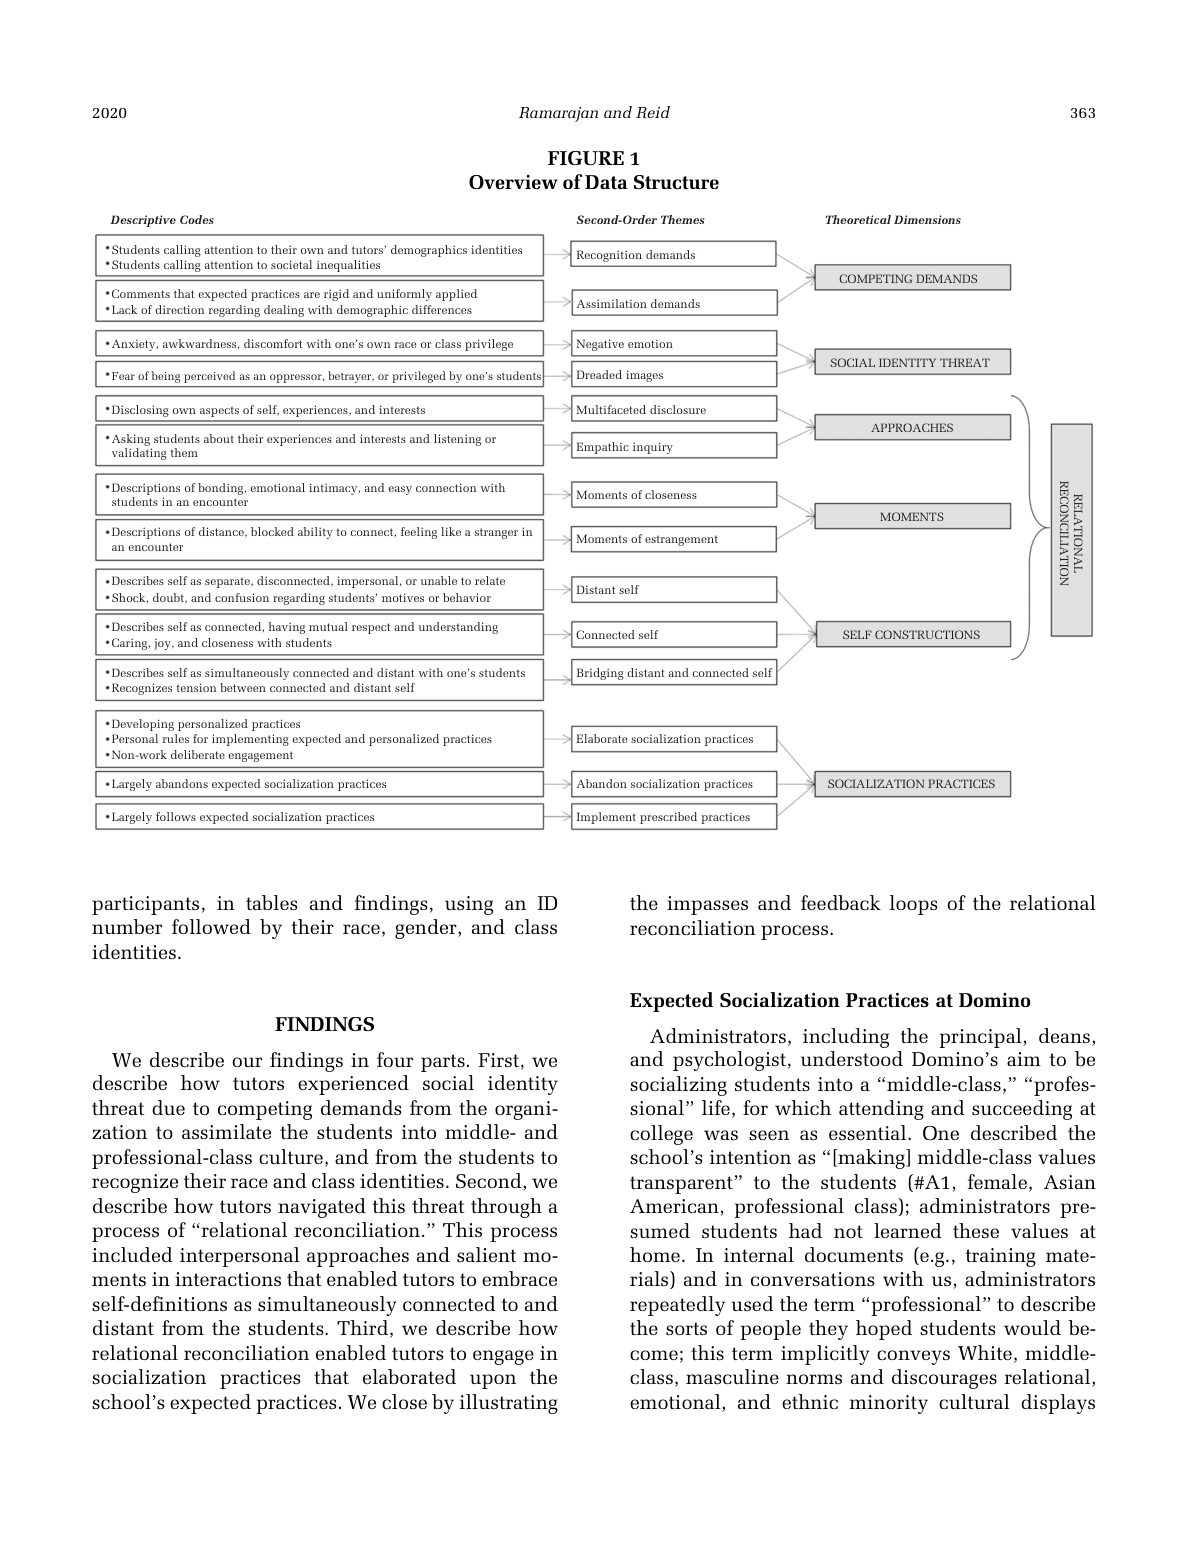 2020
Ramarajan and Reid
363
FIGURE 1
Overview of Data Structure
Descriptive Codes
Second-Order Themes
Theoretical Dimensions
•Students calling attention to their own and tutors’ demographics identities
•Students calling attention to societal inequalities
Recognition demands
COMPETING DEMANDS
•Comments that expected practices are rigid and uniformly applied
•Lack of direction regarding dealing with demographic differences
Assimilation demands
•Anxiety, awkwardness, discomfort with one’s own race or class privilege
Negative emotion
SOCIAL IDENTITY THREAT
•Fear of being perceived as an oppressor, betrayer, or privileged by one’s students
Dreaded images
•Disclosing own aspects of self, experiences, and interests
Multifaceted disclosure
APPROACHES
•Asking students about their experiences and interests and listening or
validating them
Empathic inquiry
•Descriptions of bonding, emotional intimacy, and easy connection with
students in an encounter
Moments of closeness
MOMENTS
•Descriptions of distance, blocked ability to connect, feeling like a stranger in
an encounter
Moments of estrangement
•Describes self as separate, disconnected, impersonal, or unable to relate
•Shock, doubt, and confusion regarding students’ motives or behavior
Distant self
•Describes self as connected, having mutual respect and understanding
•Caring, joy, and closeness with students
Connected self
SELF CONSTRUCTIONS
•Describes self as simultaneously connected and distant with one’s students
•Recognizes tension between connected and distant self
Bridging distant and connected self
RELATIONAL
RECONCILIATION
•Developing personalized practices
•Personal rules for implementing expected and personalized practices
•Non-work deliberate engagement
Elaborate socialization practices
•Largely abandons expected socialization practices
Abandon socialization practices
SOCIALIZATION PRACTICES
•Largely follows expected socialization practices
Implement prescribed practices
participants, in tables and findings, using an ID
number followed by their race, gender, and class
identities.
FINDINGS
We describe our findings in four parts. First, we
describe how tutors experienced social identity
threat due to competing demands from the organi-
zation to assimilate the students into middle- and
professional-class culture, and from the students to
recognize their race and class identities. Second, we
describe how tutors navigated this threat through a
process of “relational reconciliation.” This process
included interpersonal approaches and salient mo-
ments in interactions that enabled tutors to embrace
self-definitions as simultaneously connected to and
distant from the students. Third, we describe how
relational reconciliation enabled tutors to engage in
socialization practices that elaborated upon the
school’s expected practices. We close by illustrating
the impasses and feedback loops of the relational
reconciliation process.
Expected Socialization Practices at Domino
Administrators, including the principal, deans,
and psychologist, understood Domino’s aim to be
socializing students into a “middle-class,” “profes-
sional” life, for which attending and succeeding at
college was seen as essential. One described the
school’s intention as “[making] middle-class values
transparent” to the students (#A1, female, Asian
American, professional class); administrators pre-
sumed students had not learned these values at
home. In internal documents (e.g., training mate-
rials) and in conversations with us, administrators
repeatedly used the term “professional” to describe
the sorts of people they hoped students would be-
come; this term implicitly conveys White, middle-
class, masculine norms and discourages relational,
emotional, and ethnic minority cultural displays